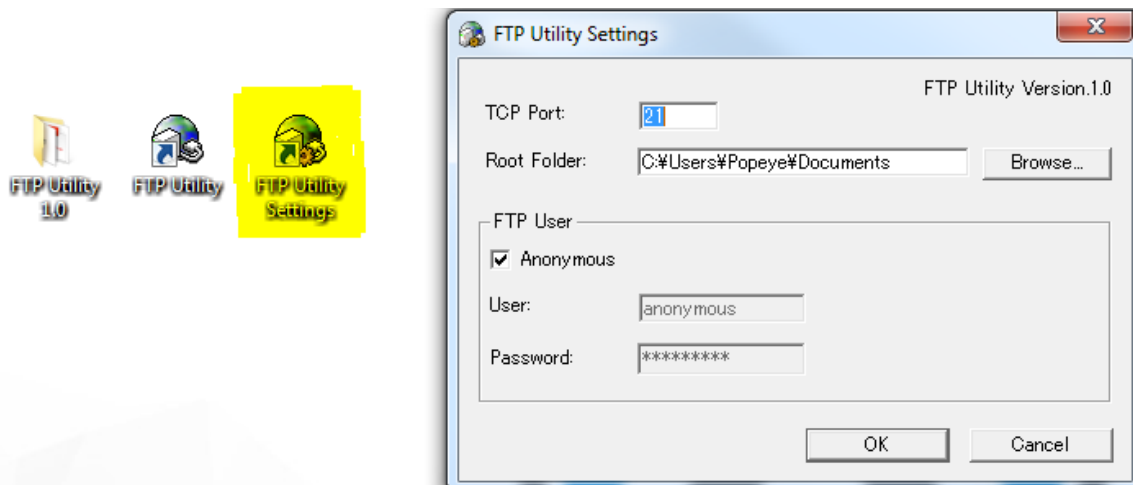 FTP Utility
1.0
FTP Utility
FTP Utility
Settings
FTP Utility Settings
FTP Utility Version.1.0
TCP Port:
21
Root Folder:
C:¥Users¥Popeye¥Documents
Browse...
FTP User
Anonymous
User:
anonymous
Password:
*********
OK
Cancel